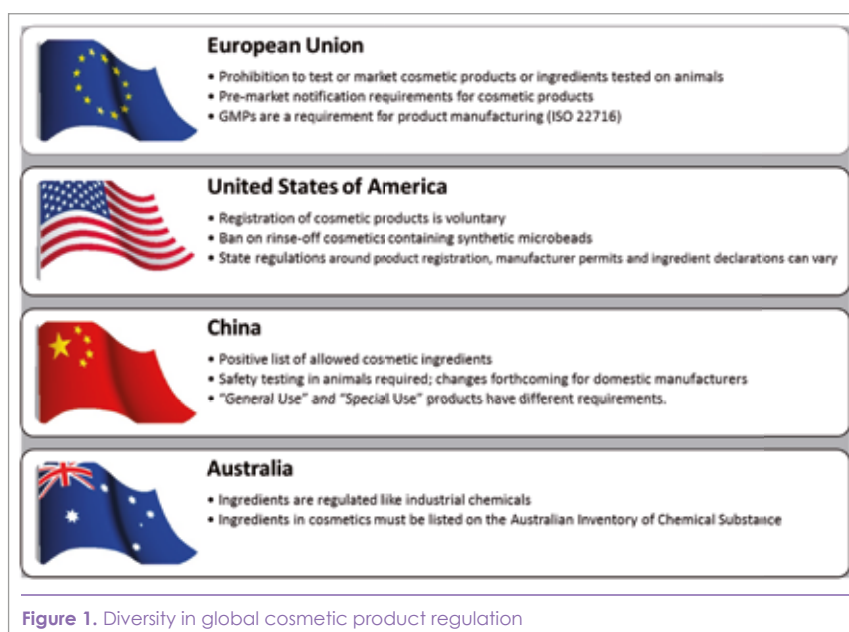 European Union
• Prohibition to test or market cosmetic products or ingredients tested on animals
• Pre-market notification requirements for cosmetic products
• GMPs are a requirement for product manufacturing (ISO 22716)
United States of America
• Registration of cosmetic products is voluntary
• Ban on rinse-off cosmetics containing synthetic microbeads
• State regulations around product registration, manufacturer permits and ingredient declarations can vary
China
• Positive list of allowed cosmetic ingredients
• Safety testing in animals required; changes forthcoming for domestic manufacturers
• “General Use” and “Special Use” products have different requirements.
Australia
• Ingredients are regulated like industrial chemicals
• Ingredients in cosmetics must be listed on the Australian Inventory of Chemical Substance
Figure 1. Diversity in global cosmetic product regulation